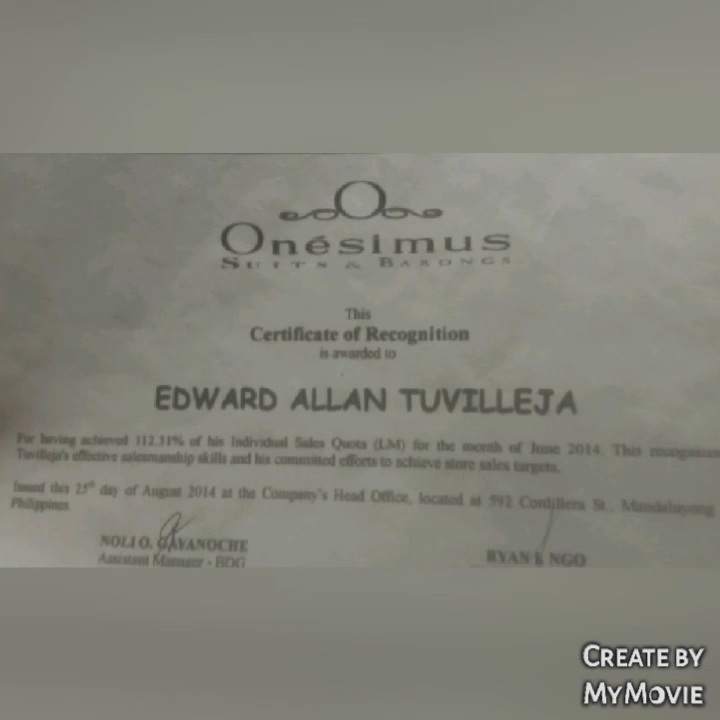 Onésimus
SUITS & BARONGS
This
Certificate of Recognition
is awarded to
EDWARD ALLAN TUVILLEJA
For having achieved 112.31% of his Individual Sales Quota (LM) for the month of June 2014. This
Tuvilleja's effective salesmanship skills and his committed efforts to achieve store sales targets.
Issued this 25th day of August 2014 at the Company's Head Office, located at 592 Cordillera St., Mandaluyong
Philippines.
NOLI O. GAYANOCHE
Assistant Manager - BDG
RYAN E NGO
CREATE BY
MYMOVIE